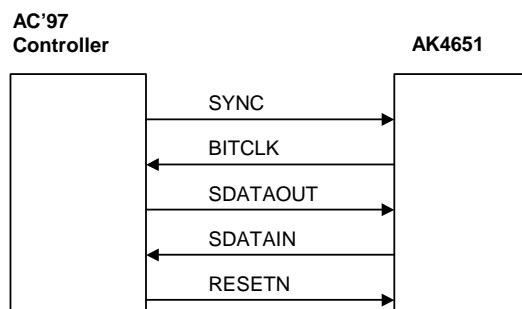 AC’97
Controller
AK4651
SYNC
BITCLK
SDATAOUT
SDATAIN
RESETN